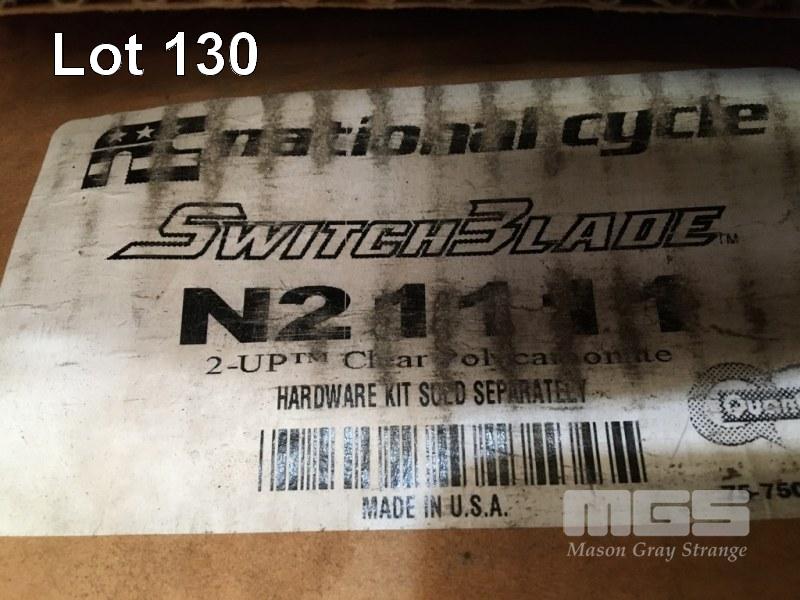 Lot 130
national cycle
SWITCHBLADE™
N21111
2-UP™ Clear Polycarbonate
HARDWARE KIT SOLD SEPARATELY
MADE IN U.S.A.
MGS
Mason Gray Strange